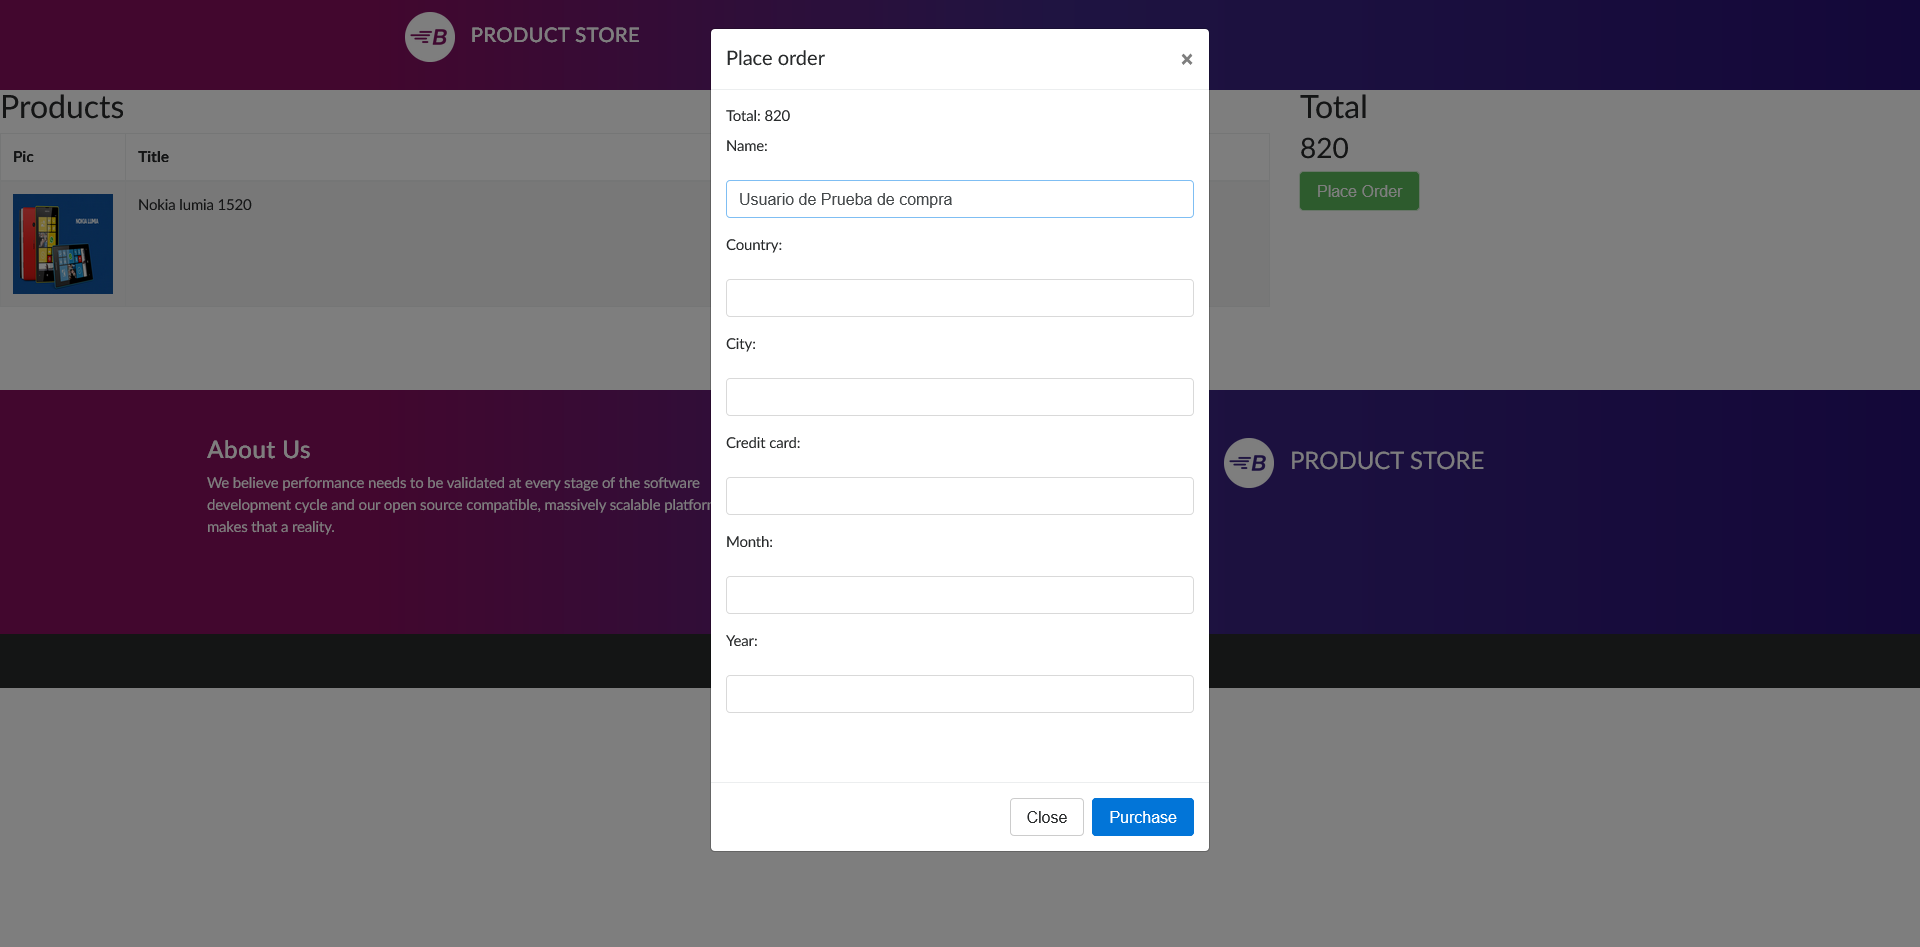 B PRODUCT STORE
Products
Pic Title
Nokia lumia 1520
NOKIA LUMIA
Place order ×
Total: 820
Name:
Usuario de Prueba de compra
Country:
City:
Credit card:
Month:
Year:
Close Purchase
Total
820
Place Order
About Us
We believe performance needs to be validated at every stage of the software
development cycle and our open source compatible, massively scalable platfor
makes that a reality.
B PRODUCT STORE